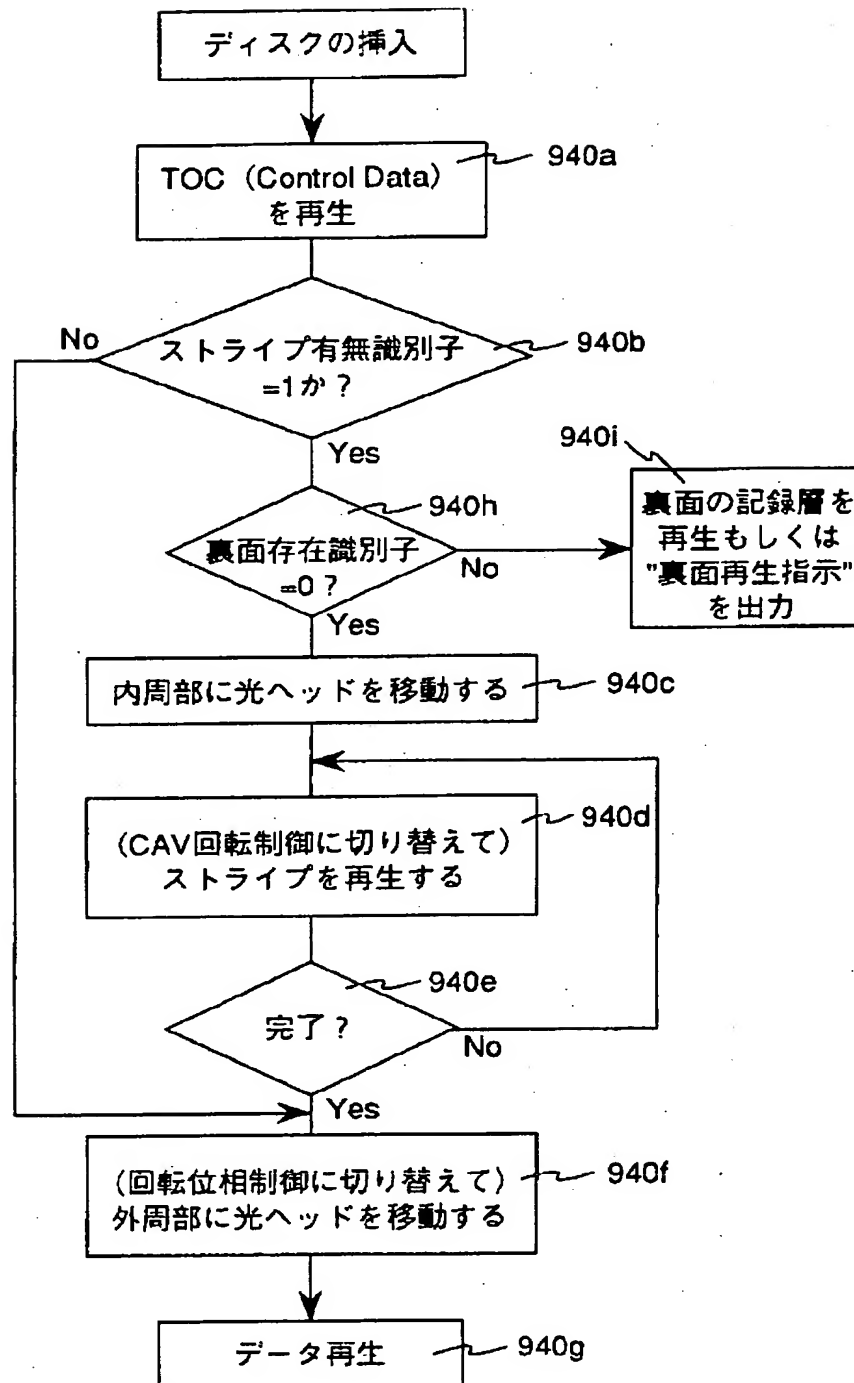 ディスクの挿入
940a
TOC (Control Data)
を再生
No
ストライプ有無識別子
=1か？
940b
Yes
940i
940h
裏面存在識別子
=0？
No
裏面の記録層を
再生もしくは
"裏面再生指示"
を出力
Yes
内周部に光ヘッドを移動する
940c
940d
(CAV回転制御に切り替えて)
ストライプを再生する
940e
完了？
No
Yes
(回転位相制御に切り替えて)
外周部に光ヘッドを移動する
940f
データ再生
940g